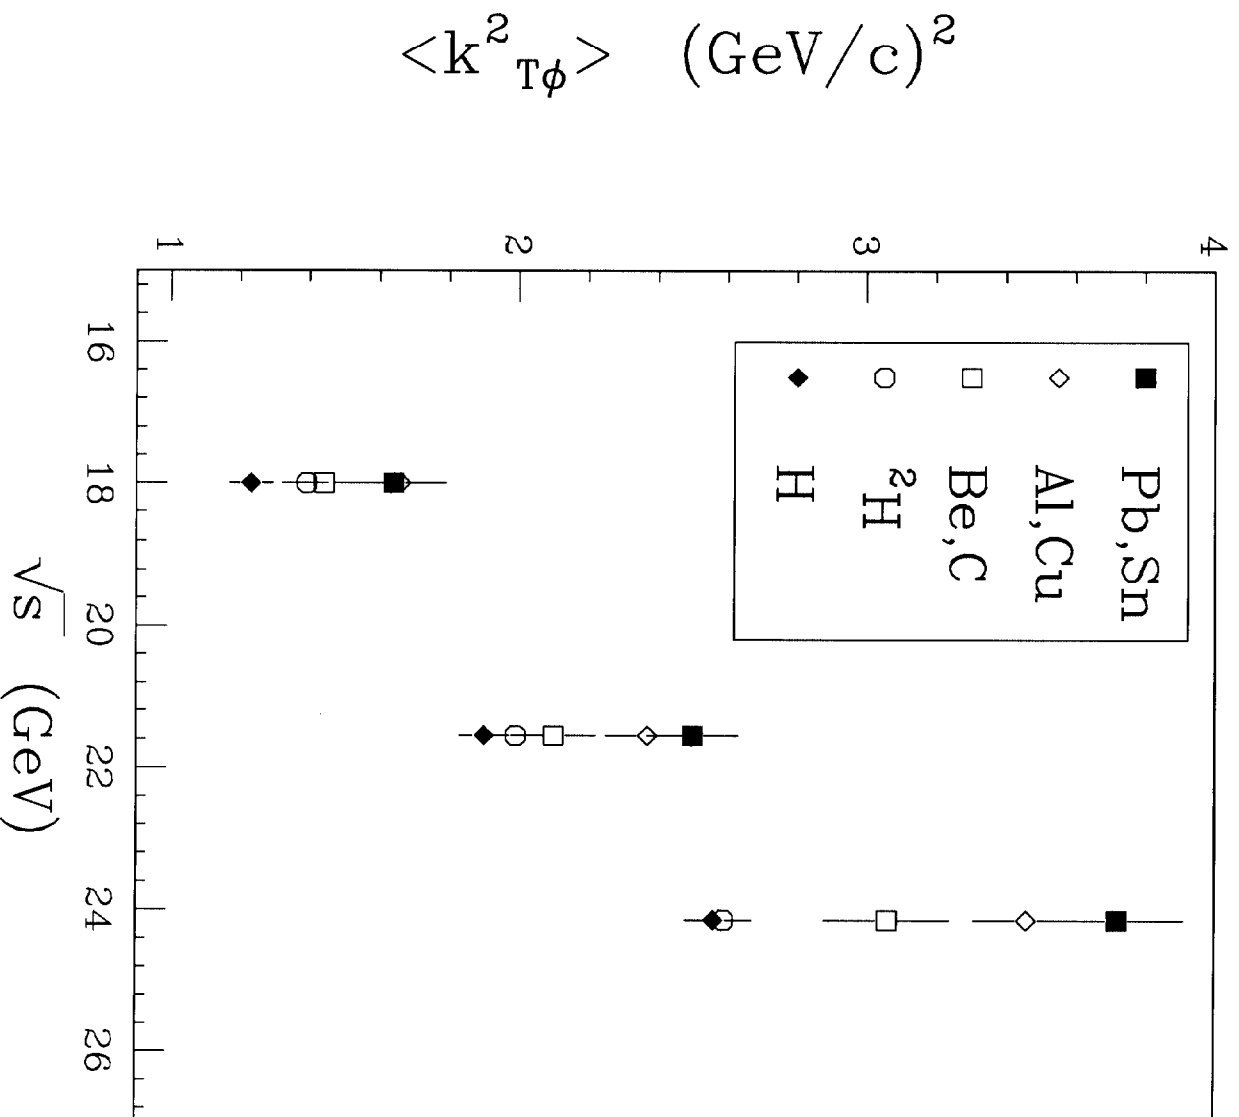 <k²Tϕ> (GeV/c)²
1 2 3 4
Pb,Sn
Al,Cu
Be,C
²H
H
16 18 20 22 24 26
√s (GeV)